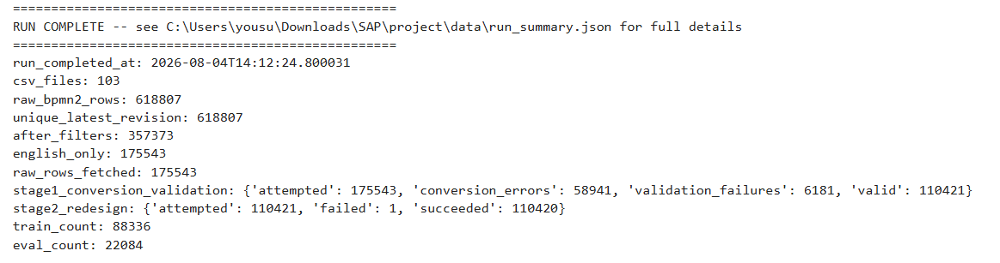 ==================================================
RUN COMPLETE -- see C:\Users\yousu\Downloads\SAP\project\data\run_summary.json for full details
==================================================
run_completed_at: 2026-08-04T14:12:24.800031
csv_files: 103
raw_bpmn2_rows: 618807
unique_latest_revision: 618807
after_filters: 357373
english_only: 175543
raw_rows_fetched: 175543
stage1_conversion_validation: {'attempted': 175543, 'conversion_errors': 58941, 'validation_failures': 6181, 'valid': 110421}
stage2_redesign: {'attempted': 110421, 'failed': 1, 'succeeded': 110420}
train_count: 88336
eval_count: 22084